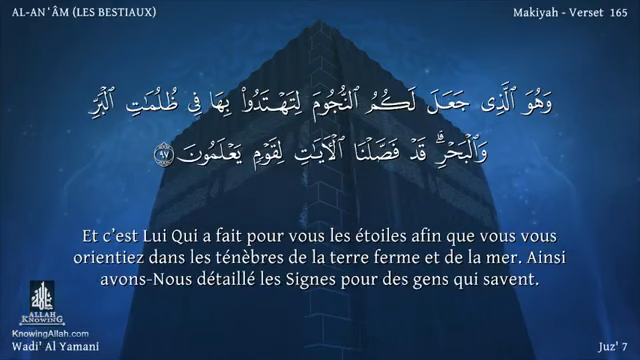 AL-AN'ÂM (LES BESTIAUX)
Makiyah - Verset 165
وَهُوَ ٱلَّذِى جَعَلَ لَكُمُ ٱلنُّجُومَ لِتَهْتَدُوا۟ بِهَا فِى ظُلُمَـٰتِ ٱلْبَرِّ
وَٱلْبَحْرِ ۗ قَدْ فَصَّلْنَا ٱلْـَٔايَـٰتِ لِقَوْمٍ يَعْلَمُونَ ٩٧
Et c'est Lui Qui a fait pour vous les étoiles afin que vous vous
orientiez dans les ténèbres de la terre ferme et de la mer. Ainsi
avons-Nous détaillé les Signes pour des gens qui savent.
ALLAH
KNOWING
KnowingAllah.com
Wadi' Al Yamani
Juz' 7